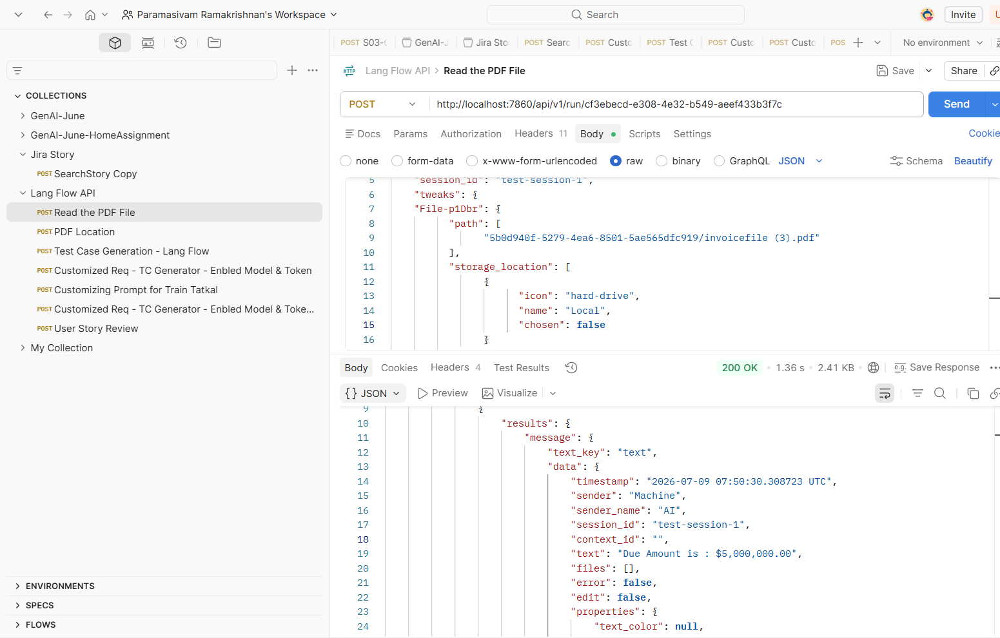 Paramasivam Ramakrishnan's Workspace
Search
Invite
POST S03-
GenAI-J
Jira Sto
POST Searc
POST Custo
POST Test
POST Custo
POST Custo
POS
No environment
COLLECTIONS
GenAI-June
GenAI-June-HomeAssignment
Jira Story
POST SearchStory Copy
Lang Flow API
POST Read the PDF File
POST PDF Location
POST Test Case Generation - Lang Flow
POST Customized Req - TC Generator - Enbled Model & Token
POST Customizing Prompt for Train Tatkal
POST Customized Req - TC Generator - Enbled Model & Toke...
POST User Story Review
My Collection
ENVIRONMENTS
SPECS
FLOWS
HTTP Lang Flow API > Read the PDF File
Save
Share
POST http://localhost:7860/api/v1/run/cf3ebecd-e308-4e32-b549-aeef433b3f7c
Send
Docs Params Authorization Headers 11 Body Scripts Settings
Cookie
none form-data x-www-form-urlencoded raw binary GraphQL JSON
Schema Beautify
5 "session_id": "test-session-1",
6 "tweaks": {
7 "File-p1Dbr": {
8 "path": [
9 "5b0d940f-5279-4ea6-8501-5ae565dfc919/invoicefile (3).pdf"
10 ],
11 "storage_location": [
12 {
13 "icon": "hard-drive",
14 "name": "Local",
15 "chosen": false
16 }
Body Cookies Headers 4 Test Results
200 OK • 1.36 s • 2.41 KB •
e.g. Save Response
{} JSON Preview Visualize
9 {
10 "results": {
11 "message": {
12 "text_key": "text",
13 "data": {
14 "timestamp": "2026-07-09 07:50:30.308723 UTC",
15 "sender": "Machine",
16 "sender_name": "AI",
17 "session_id": "test-session-1",
18 "context_id": "",
19 "text": "Due Amount is : $5,000,000.00",
20 "files": [],
21 "error": false,
22 "edit": false,
23 "properties": {
24 "text_color": null,